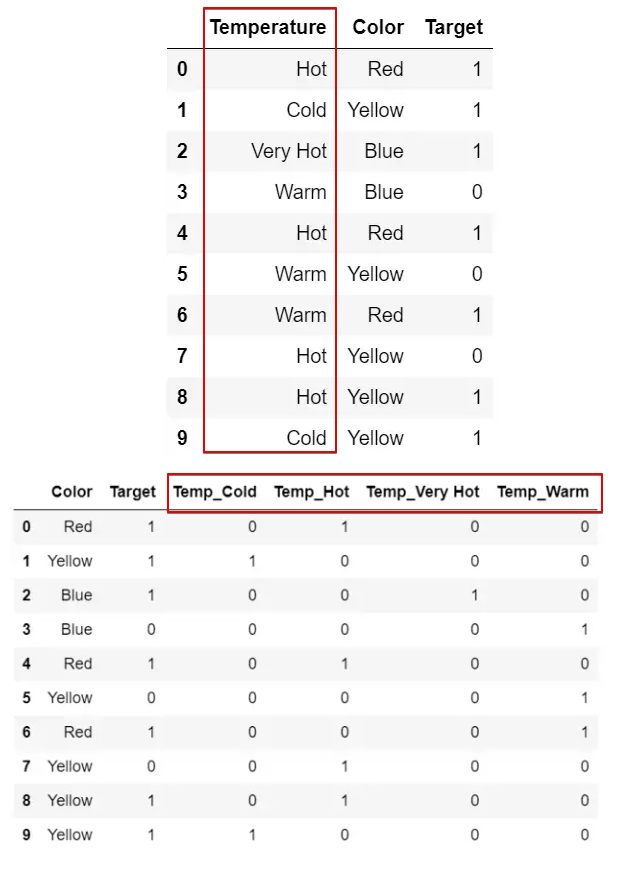 Temperature Color Target
0 Hot Red 1
1 Cold Yellow 1
2 Very Hot Blue 1
3 Warm Blue 0
4 Hot Red 1
5 Warm Yellow 0
6 Warm Red 1
7 Hot Yellow 0
8 Hot Yellow 1
9 Cold Yellow 1
Color Target Temp_Cold Temp_Hot Temp_Very Hot Temp_Warm
0 Red 1 0 1 0 0
1 Yellow 1 1 0 0 0
2 Blue 1 0 0 1 0
3 Blue 0 0 0 0 1
4 Red 1 0 1 0 0
5 Yellow 0 0 0 0 1
6 Red 1 0 0 0 1
7 Yellow 0 0 1 0 0
8 Yellow 1 0 1 0 0
9 Yellow 1 1 0 0 0